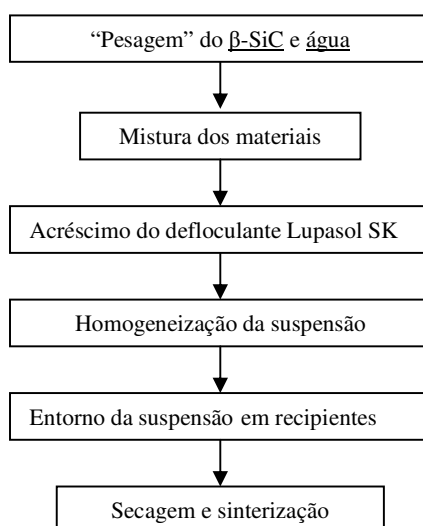 “Pesagem” do β-SiC e água
Mistura dos materiais
Acréscimo do defloculante Lupasol SK
Homogeneização da suspensão
Entorno da suspensão em recipientes
Secagem e sinterização